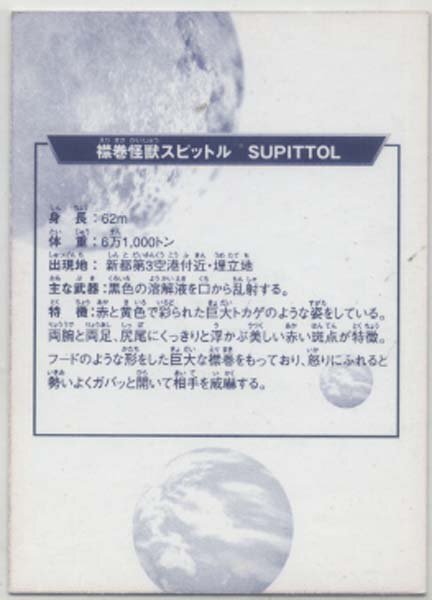 襟巻怪獣スピットル SUPITTOL
身長:62m
体重:6万1,000トン
出現地:新都第3空港付近・埋立地
主な武器:黒色の溶解液を口から乱射する。
特徴:赤と黄色で彩られた巨大トカゲのような姿をしている。
両腕と両足、尻尾にくっきりと浮かぶ美しい赤い斑点が特徴。
フードのような形をした巨大な襟巻をもっており、怒りにふれると
勢いよくガバッと開いて相手を威嚇する。